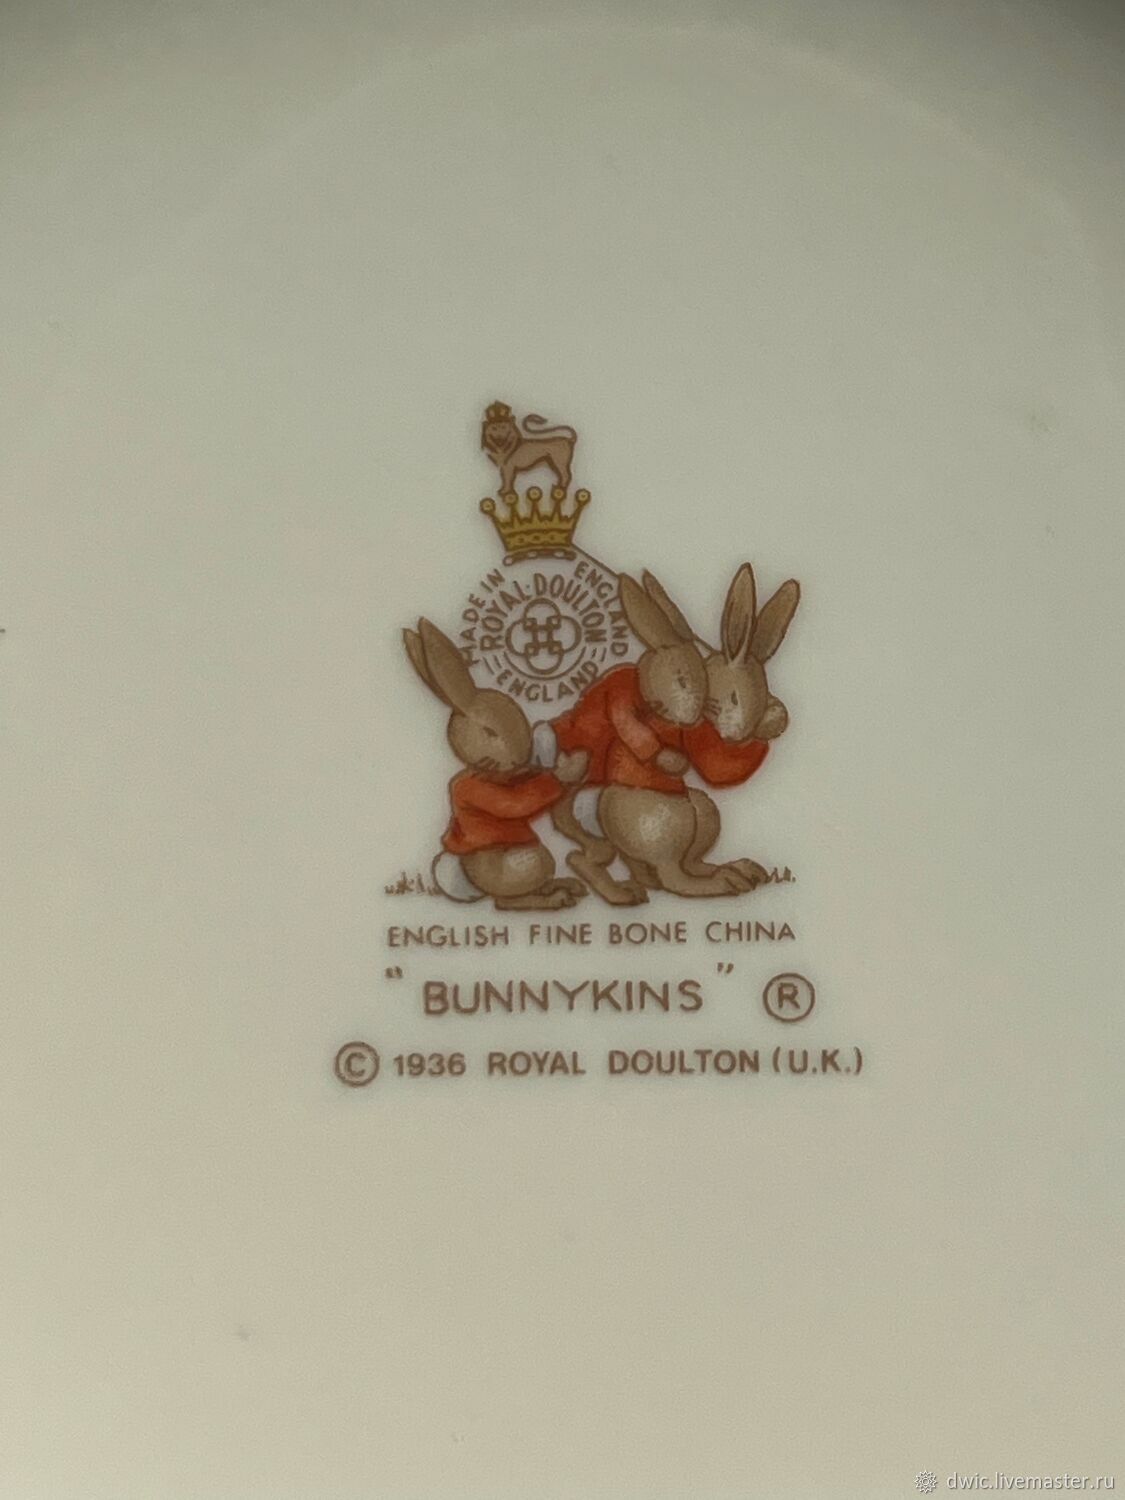 MADE IN ENGLAND
ROYAL·DOULTON
ENGLAND
ENGLISH FINE BONE CHINA
"BUNNYKINS" ®
© 1936 ROYAL DOULTON (U.K.)
dwic.livemaster.ru